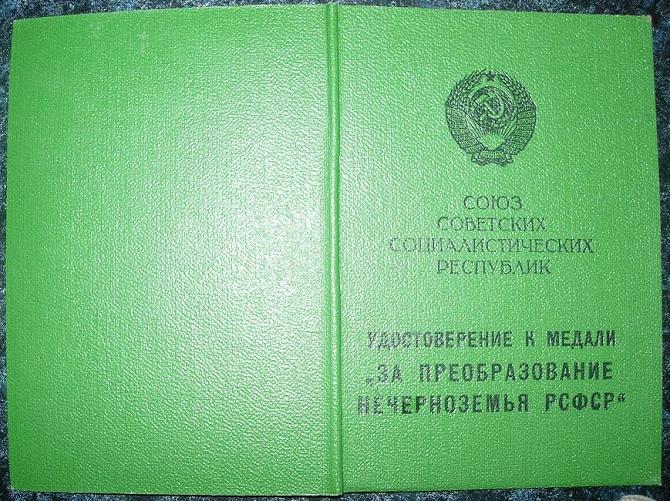 СОЮЗ
СОВЕТСКИХ
СОЦИАЛИСТИЧЕСКИХ
РЕСПУБЛИК
УДОСТОВЕРЕНИЕ К МЕДАЛИ
„ЗА ПРЕОБРАЗОВАНИЕ
НЕЧЕРНОЗЕМЬЯ РСФСР“